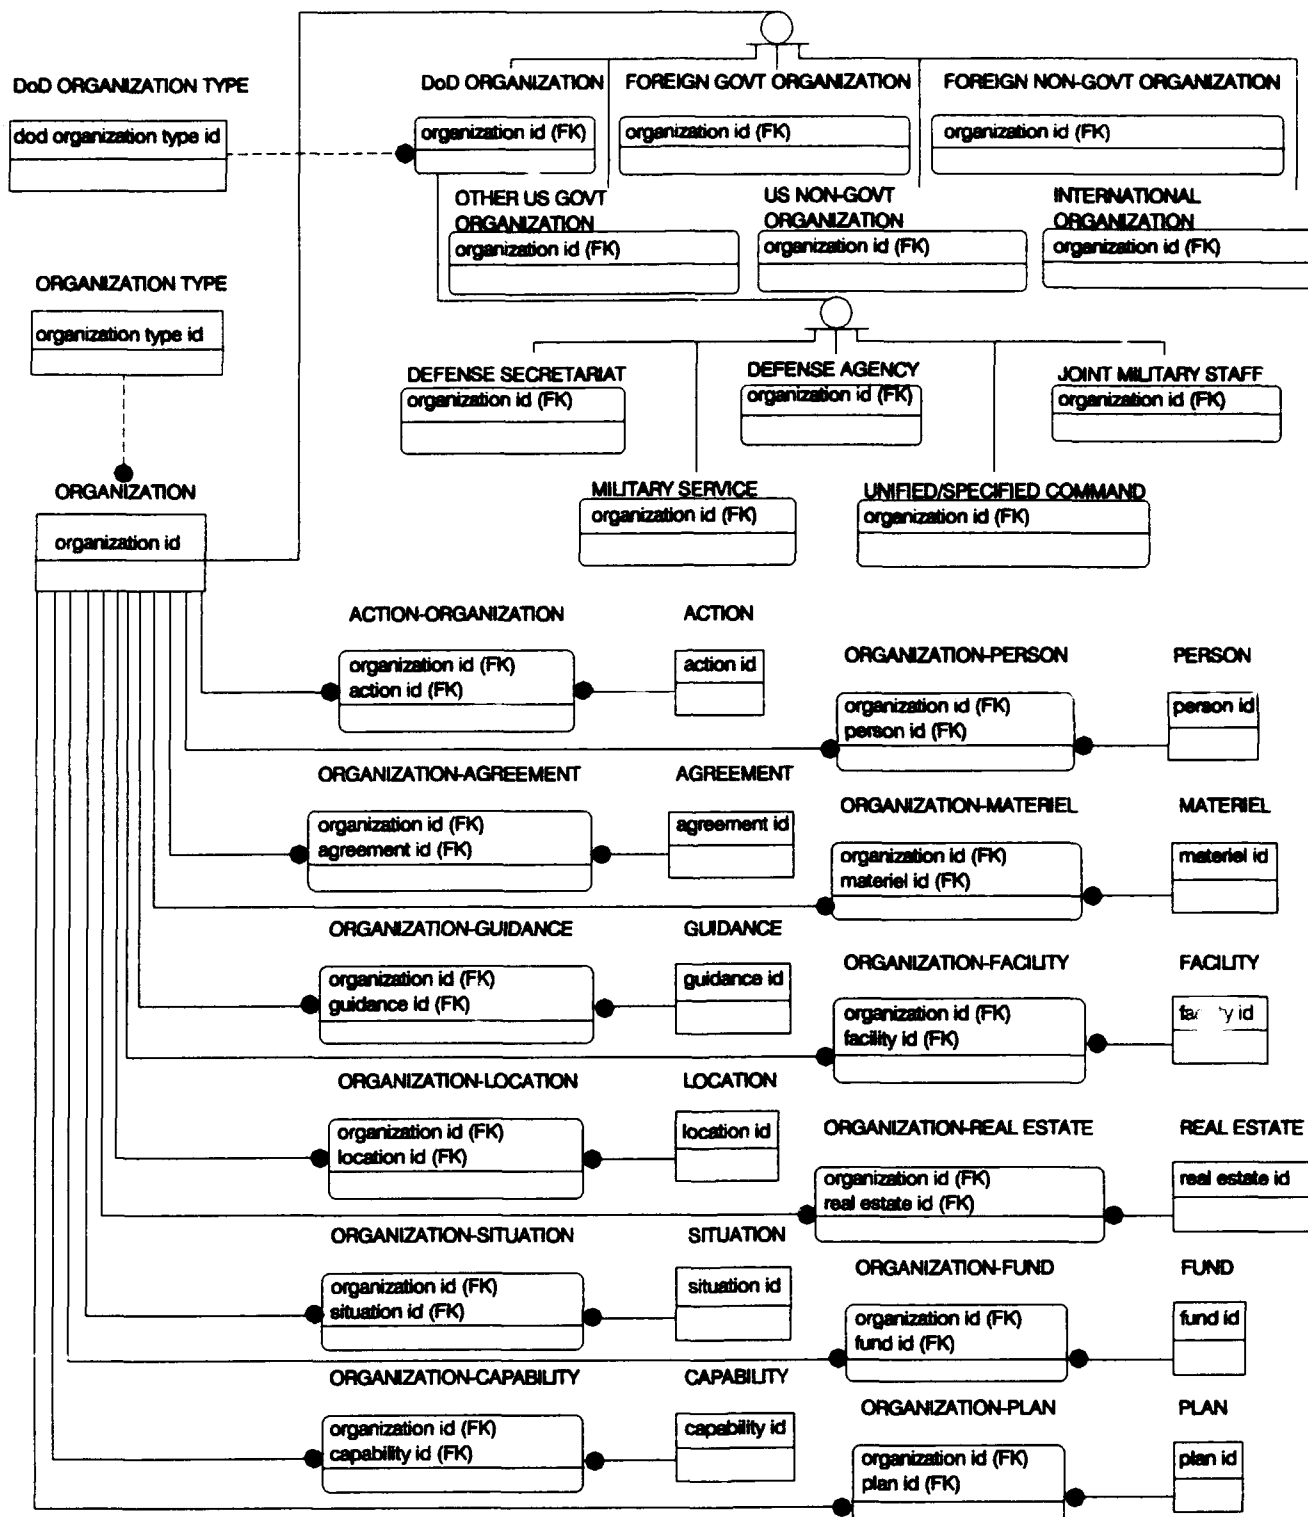 DoD ORGANIZATION TYPE
dod organization type id
DoD ORGANIZATION
organization id (FK)
FOREIGN GOVT ORGANIZATION
organization id (FK)
FOREIGN NON-GOVT ORGANIZATION
organization id (FK)
OTHER US GOVT
ORGANIZATION
organization id (FK)
US NON-GOVT
ORGANIZATION
organization id (FK)
INTERNATIONAL
ORGANIZATION
organization id (FK)
ORGANIZATION TYPE
organization type id
DEFENSE SECRETARIAT
organization id (FK)
DEFENSE AGENCY
organization id (FK)
JOINT MILITARY STAFF
organization id (FK)
MILITARY SERVICE
organization id (FK)
UNIFIED/SPECIFIED COMMAND
organization id (FK)
ORGANIZATION
organization id
ACTION-ORGANIZATION
organization id (FK)
action id (FK)
ACTION
action id
ORGANIZATION-PERSON
organization id (FK)
person id (FK)
PERSON
person id
ORGANIZATION-AGREEMENT
organization id (FK)
agreement id (FK)
AGREEMENT
agreement id
ORGANIZATION-MATERIEL
organization id (FK)
materiel id (FK)
MATERIEL
materiel id
ORGANIZATION-GUIDANCE
organization id (FK)
guidance id (FK)
GUIDANCE
guidance id
ORGANIZATION-FACILITY
organization id (FK)
facility id (FK)
FACILITY
id
ORGANIZATION-LOCATION
organization id (FK)
location id (FK)
LOCATION
location id
ORGANIZATION-REAL ESTATE
organization id (FK)
real estate id (FK)
REAL ESTATE
real estate id
ORGANIZATION-SITUATION
organization id (FK)
situation id (FK)
SITUATION
situation id
ORGANIZATION-FUND
organization id (FK)
fund id (FK)
FUND
fund id
ORGANIZATION-CAPABILITY
organization id (FK)
capability id (FK)
CAPABILITY
capability id
ORGANIZATION-PLAN
organization id (FK)
plan id (FK)
PLAN
plan id